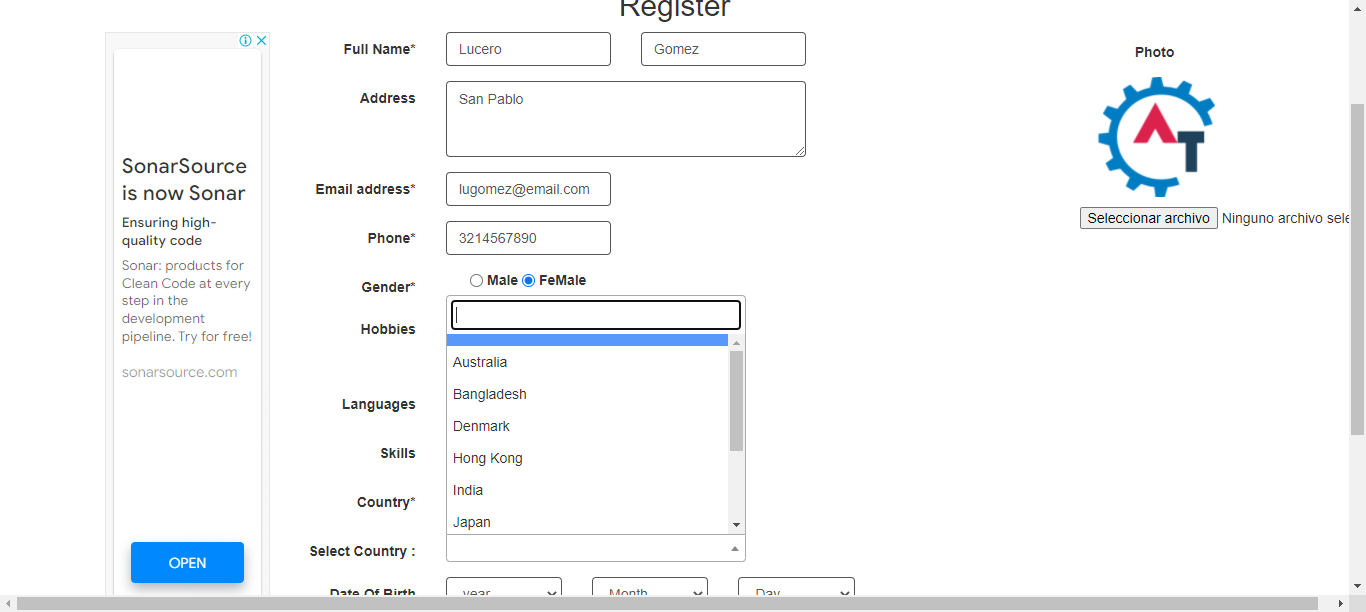 Register
SonarSource
is now Sonar
Ensuring high-
quality code
Sonar: products for
Clean Code at every
step in the
development
pipeline. Try for free!
sonarsource.com
OPEN
Full Name*
Lucero
Gomez
Address
San Pablo
Email address*
lugomez@email.com
Phone*
3214567890
Gender*
Male
FeMale
Hobbies
Languages
Skills
Country*
Australia
Bangladesh
Denmark
Hong Kong
India
Japan
Select Country :
Date Of Birth
year
Month
Day
Photo
AT
Seleccionar archivo
Ninguno archivo sele